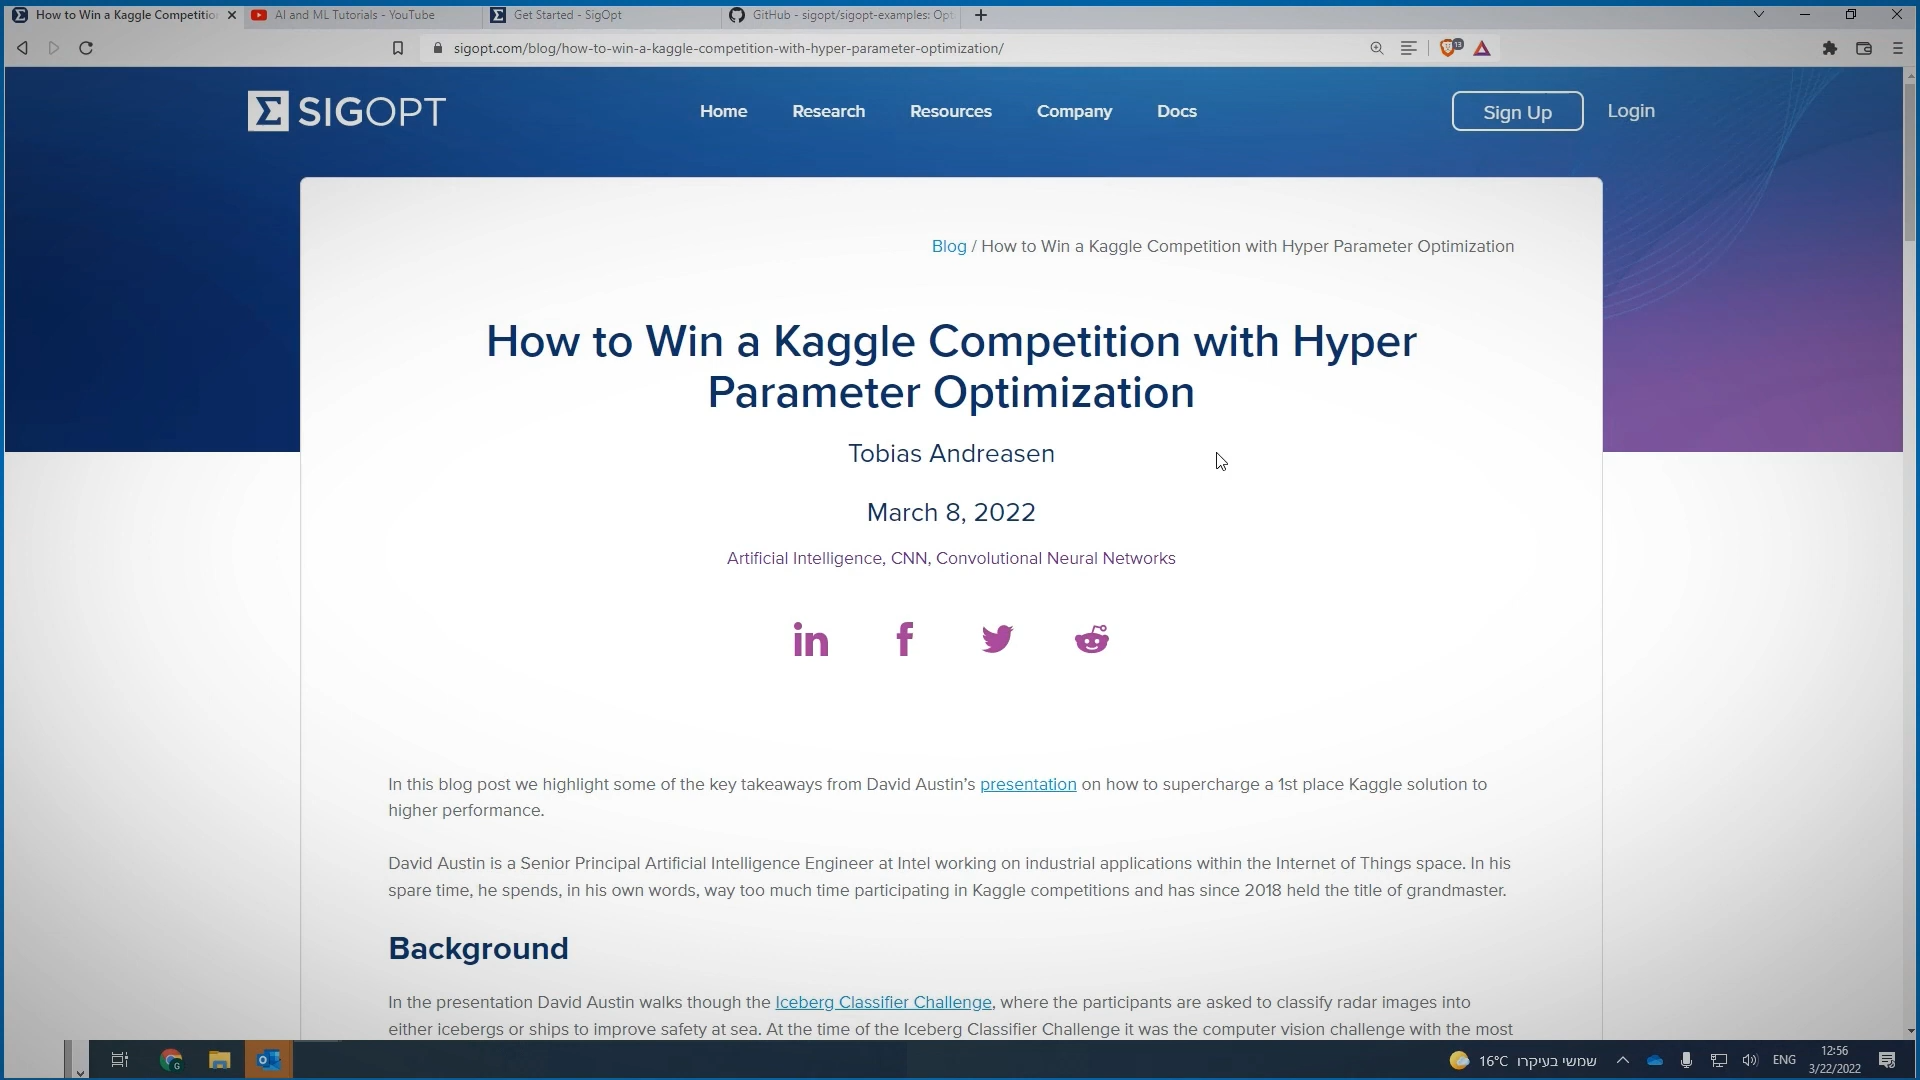 How to Win a Kaggle Competition
AI and ML Tutorials - YouTube
Get Started - SigOpt
GitHub - sigopt/sigopt-examples: Op
sigopt.com/blog/how-to-win-a-kaggle-competition-with-hyper-parameter-optimization/
13
SIGOPT
Home
Research
Resources
Company
Docs
Sign Up
Login
Blog / How to Win a Kaggle Competition with Hyper Parameter Optimization
How to Win a Kaggle Competition with Hyper
Parameter Optimization
Tobias Andreasen
March 8, 2022
Artificial Intelligence, CNN, Convolutional Neural Networks
In this blog post we highlight some of the key takeaways from David Austin’s presentation on how to supercharge a 1st place Kaggle solution to
higher performance.
David Austin is a Senior Principal Artificial Intelligence Engineer at Intel working on industrial applications within the Internet of Things space. In his
spare time, he spends, in his own words, way too much time participating in Kaggle competitions and has since 2018 held the title of grandmaster.
Background
In the presentation David Austin walks though the Iceberg Classifier Challenge, where the participants are asked to classify radar images into
either icebergs or ships to improve safety at sea. At the time of the Iceberg Classifier Challenge it was the computer vision challenge with the most
16°C שמשי בעיקרו
ENG
12:56
3/22/2022